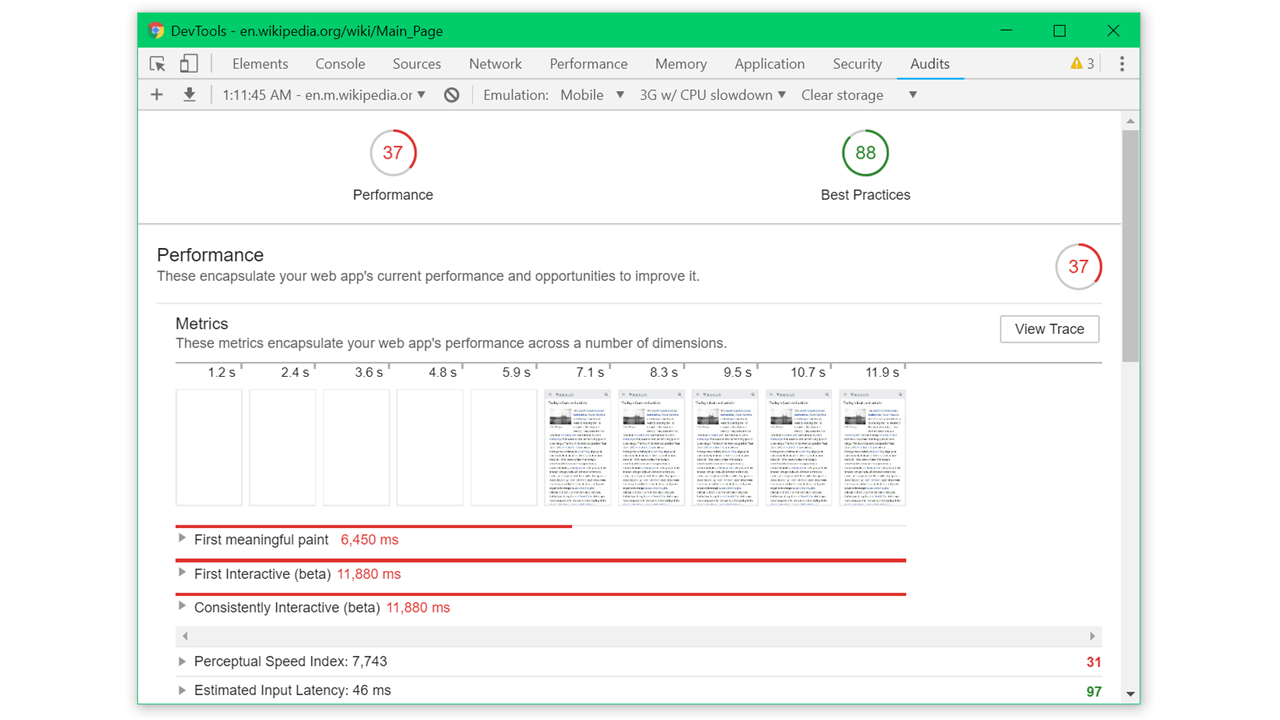 DevTools - en.wikipedia.org/wiki/Main_Page
Elements Console Sources Network Performance Memory Application Security Audits 3
1:11:45 AM - en.m.wikipedia.or Emulation: Mobile 3G w/ CPU slowdown Clear storage
37 88
Performance Best Practices
Performance
These encapsulate your web app's current performance and opportunities to improve it.
37
Metrics
These metrics encapsulate your web app's performance across a number of dimensions.
View Trace
1.2 s 2.4 s 3.6 s 4.8 s 5.9 s 7.1 s 8.3 s 9.5 s 10.7 s 11.9 s
First meaningful paint 6,450 ms
First Interactive (beta) 11,880 ms
Consistently Interactive (beta) 11,880 ms
Perceptual Speed Index: 7,743 31
Estimated Input Latency: 46 ms 97